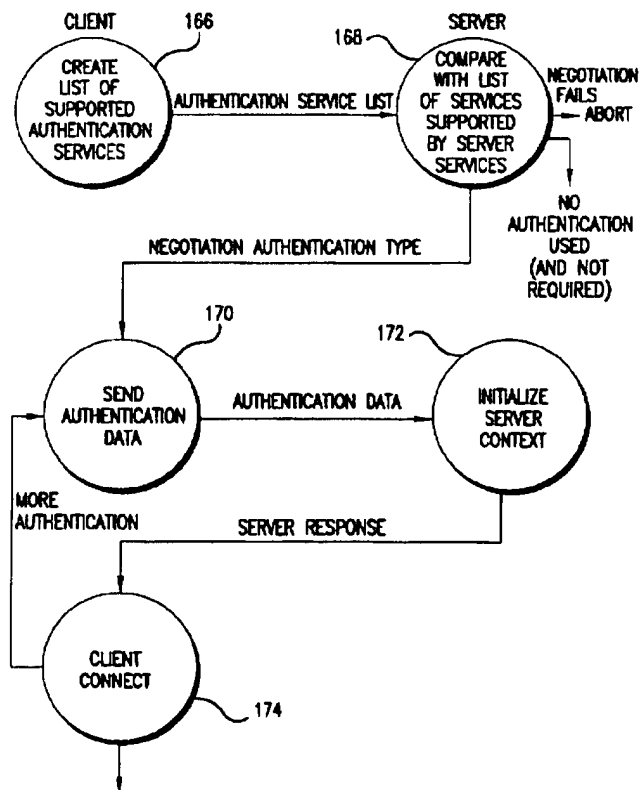 CLIENT
166
CREATE
LIST OF
SUPPORTED
AUTHENTICATION
SERVICES
AUTHENTICATION SERVICE LIST
SERVER
168
COMPARE
WITH LIST
OF SERVICES
SUPPORTED
BY SERVER
SERVICES
NEGOTIATION
FAILS
ABORT
NO
AUTHENTICATION
USED
(AND NOT
REQUIRED)
NEGOTIATION AUTHENTICATION TYPE
170
SEND
AUTHENTICATION
DATA
AUTHENTICATION DATA
172
INITIALIZE
SERVER
CONTEXT
MORE
AUTHENTICATION
SERVER RESPONSE
CLIENT
CONNECT
174